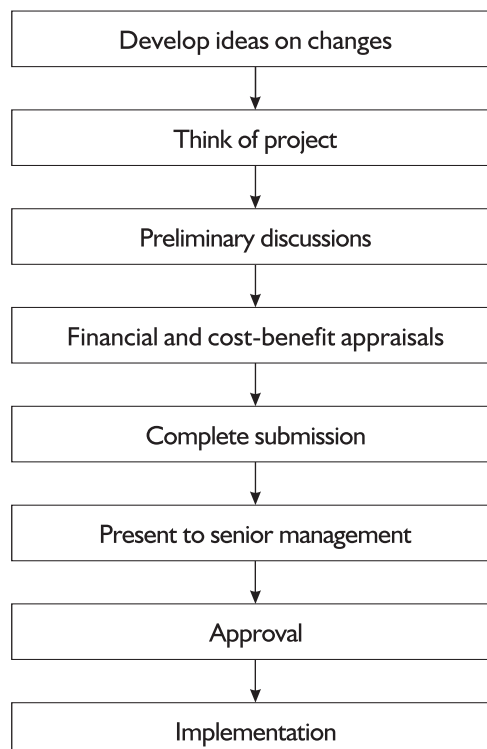 Develop ideas on changes
Think of project
Preliminary discussions
Financial and cost-benefit appraisals
Complete submission
Present to senior management
Approval
Implementation